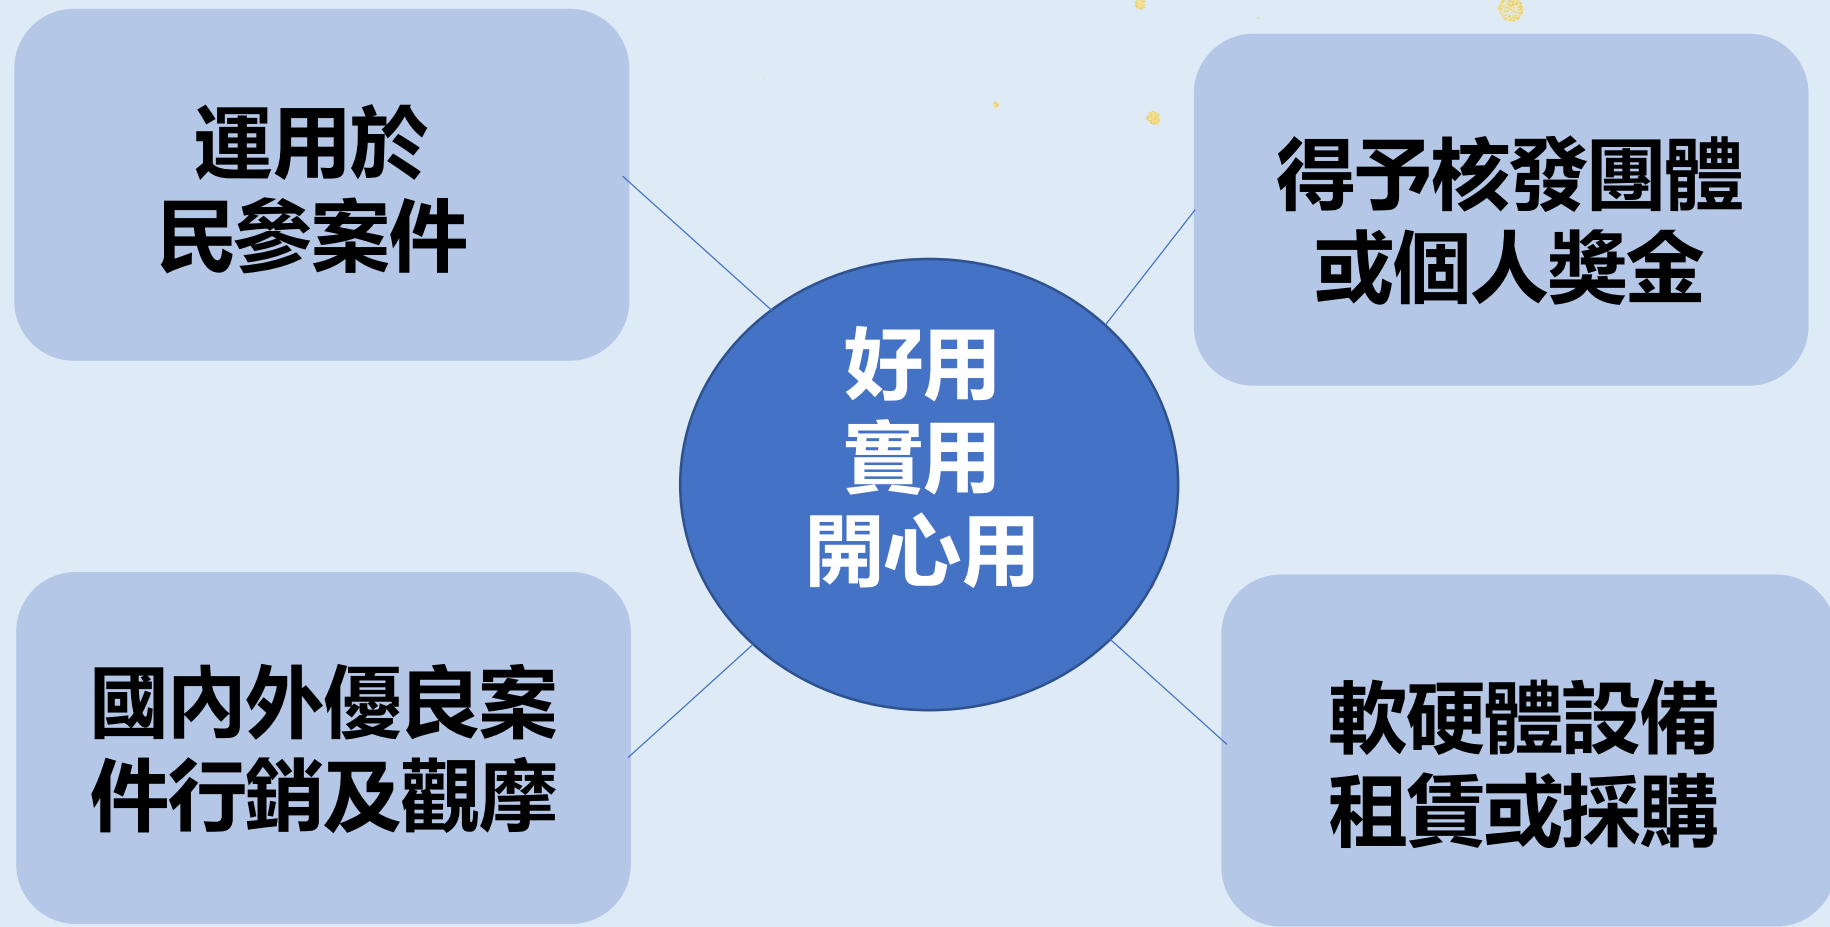 運用於
民參案件
得予核發團體
或個人獎金
好用
實用
開心用
國內外優良案
件行銷及觀摩
軟硬體設備
租賃或採購